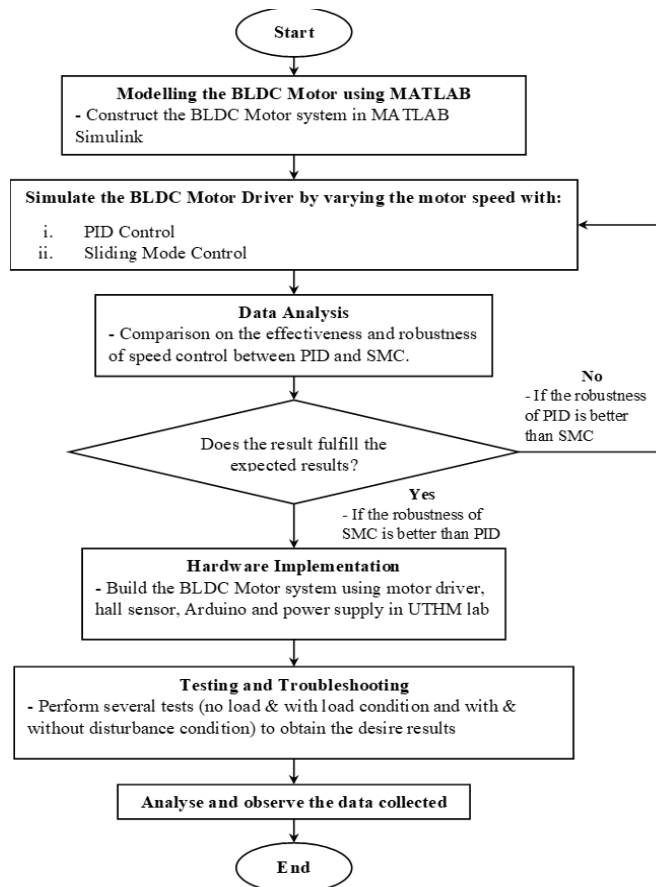 Start
Modelling the BLDC Motor using MATLAB
- Construct the BLDC Motor system in MATLAB
Simulink
Simulate the BLDC Motor Driver by varying the motor speed with:
i. PID Control
ii. Sliding Mode Control
Data Analysis
- Comparison on the effectiveness and robustness
of speed control between PID and SMC.
No
- If the robustness
of PID is better
than SMC
Does the result fulfill the
expected results?
Yes
- If the robustness of
SMC is better than PID
Hardware Implementation
- Build the BLDC Motor system using motor driver,
hall sensor, Arduino and power supply in UTHM lab
Testing and Troubleshooting
- Perform several tests (no load & with load condition and with &
without disturbance condition) to obtain the desire results
Analyse and observe the data collected
End